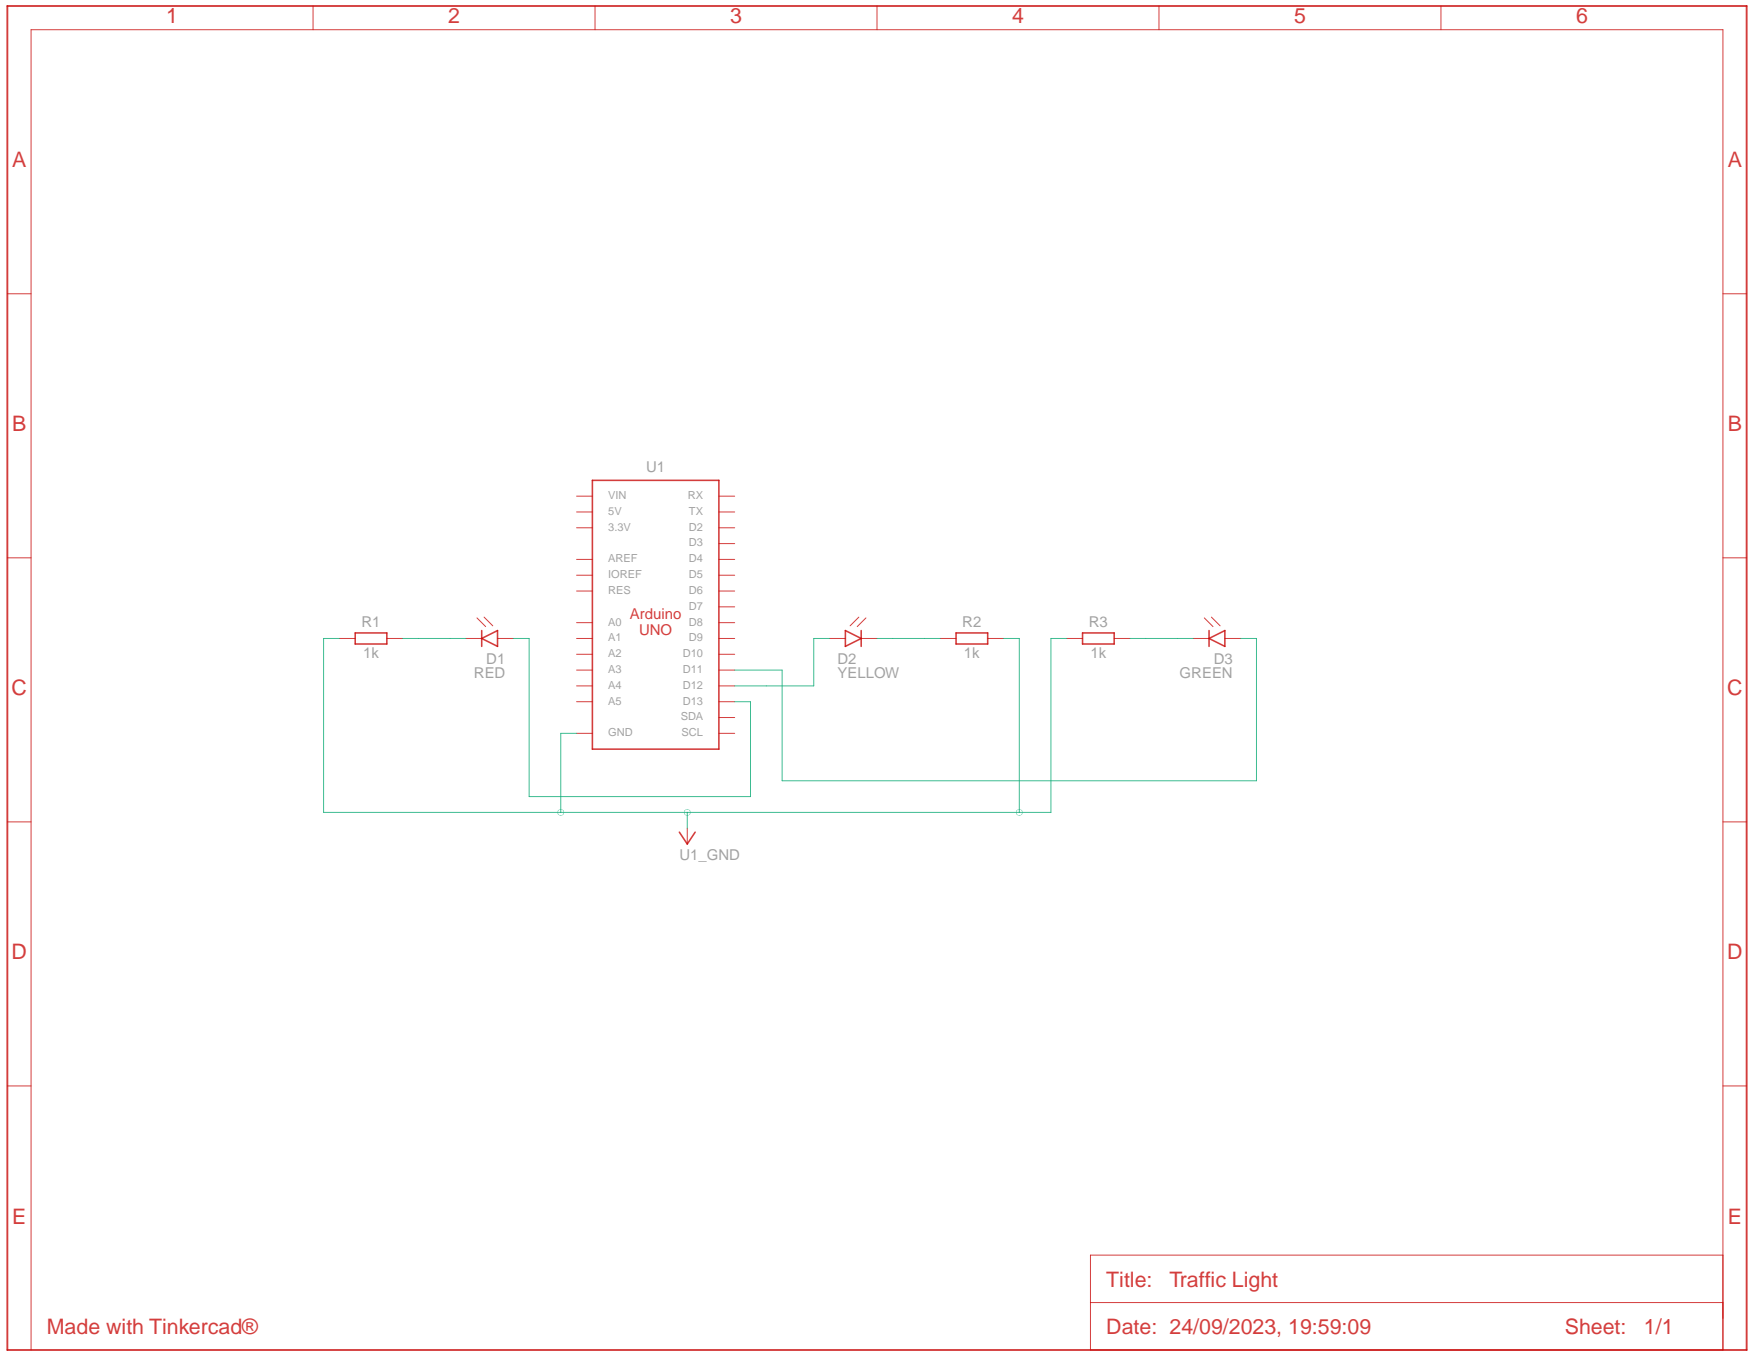 1 2 3 4 5 6
A A
B B
U1
VIN RX
5V TX
3.3V D2
D3
AREF D4
IOREF D5
RES D6
D7
Arduino
UNO
A0 D8
A1 D9
A2 D10
A3 D11
A4 D12
A5 D13
SDA
GND SCL
R1
1k
D1
RED
D2
YELLOW
R2
1k
R3
1k
D3
GREEN
C C
U1_GND
D D
E E
Title: Traffic Light
Date: 24/09/2023, 19:59:09 Sheet: 1/1
Made with Tinkercad®